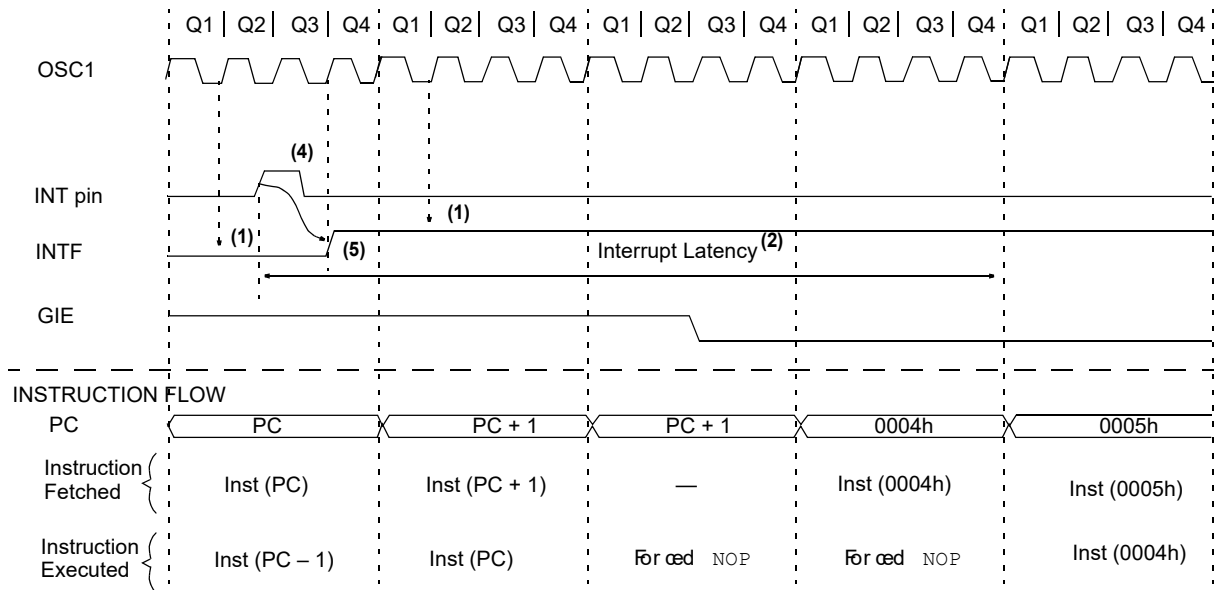 Q1 Q2 Q3 Q4 Q1 Q2 Q3 Q4 Q1 Q2 Q3 Q4 Q1 Q2 Q3 Q4 Q1 Q2 Q3 Q4
OSC1
(4)
INT pin
(1)
(1)
INTF
(5)
Interrupt Latency(2)
GIE
INSTRUCTION FLOW
PC PC PC + 1 PC + 1 0004h 0005h
Instruction
Fetched
Inst (PC) Inst (PC + 1) — Inst (0004h) Inst (0005h)
Instruction
Executed
Inst (PC – 1) Inst (PC) Forced NOP Forced NOP Inst (0004h)